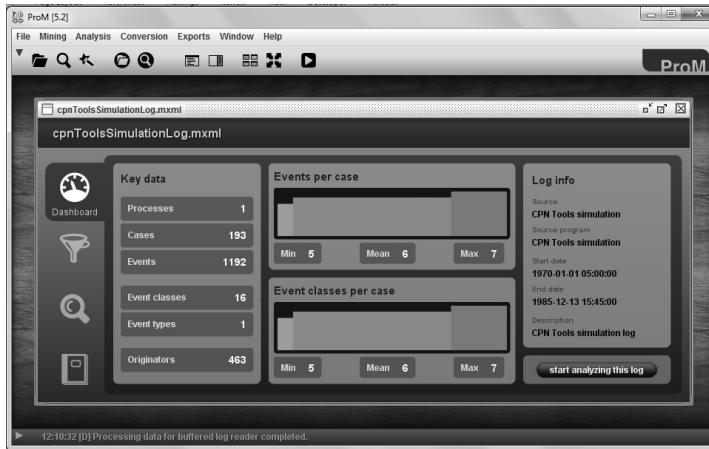 ProM [5.2]
File Mining Analysis Conversion Exports Window Help
ProM
cpnToolsSimulationLog.mxml
cpnToolsSimulationLog.mxml
Dashboard
Key data
Processes 1
Cases 193
Events 1192
Event classes 16
Event types 1
Originators 463
Events per case
Min 5 Mean 6 Max 7
Event classes per case
Min 5 Mean 6 Max 7
Log info
Source
CPN Tools simulation
Source program
CPN Tools simulation
Start date
1970-01-01 05:00:00
End date
1985-12-13 15:45:00
Description
CPN Tools simulation log
start analyzing this log
12:10:32 [D] Processing data for buffered log reader completed.